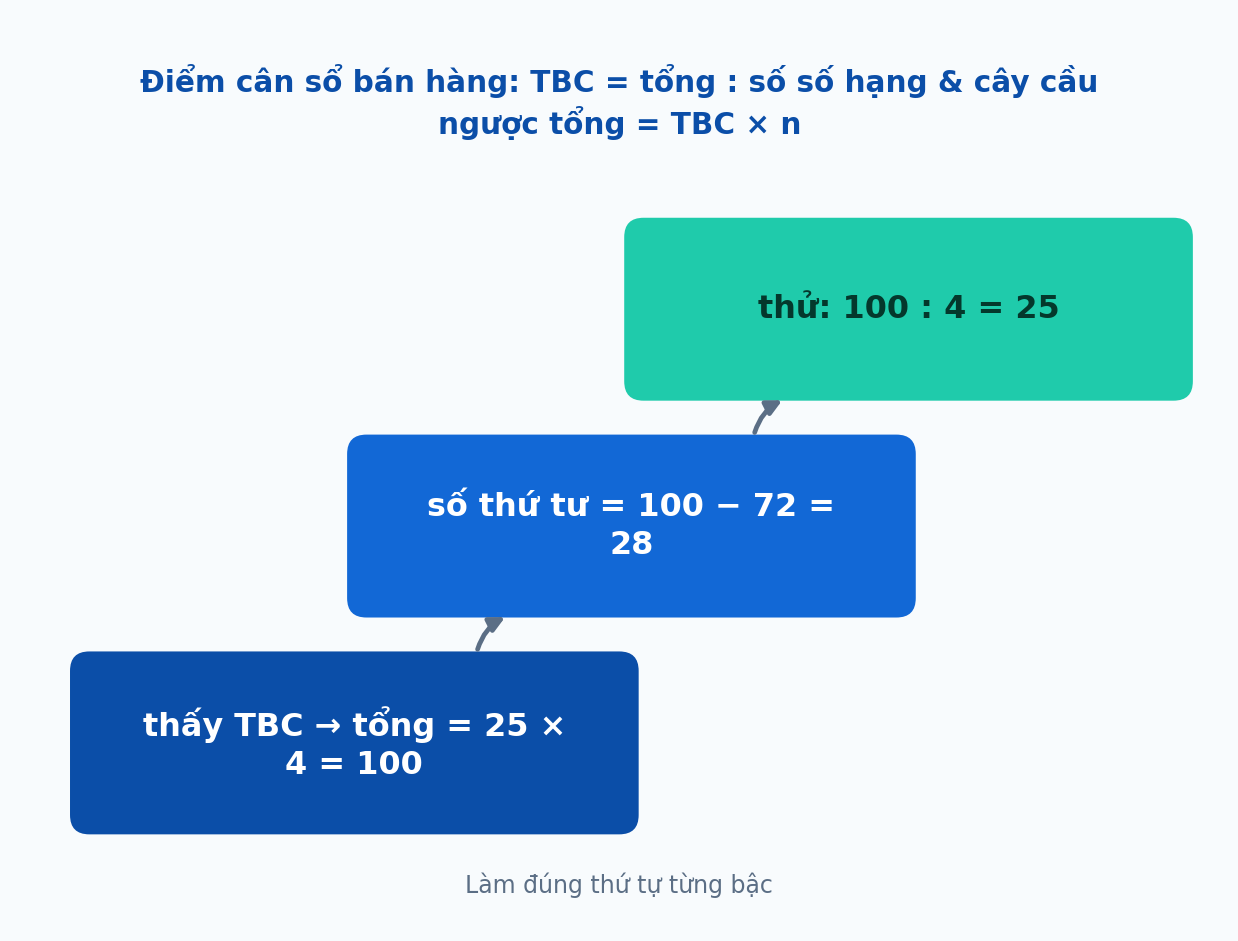 Điểm cân sổ bán hàng: TBC = tổng : số số hạng & cây cầu
ngược tổng = TBC × n
thử: 100 : 4 = 25
số thứ tư = 100 − 72 =
28
thấy TBC → tổng = 25 ×
4 = 100
Làm đúng thứ tự từng bậc